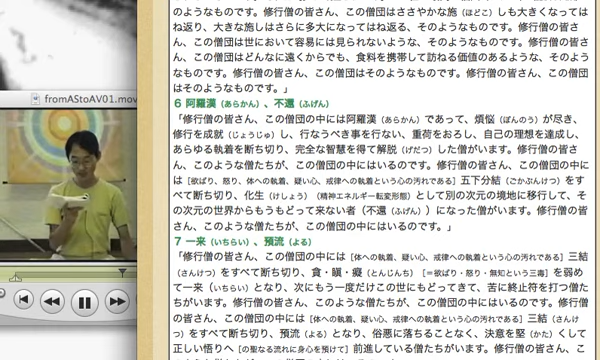 fromAStoAV01.mov
のようなものです。修行僧の皆さん、この僧団はささやかな施（ほどこ）しも大きくなっては
ね返り、大きな施しはさらに多大になってはね返る、そのようなものです。修行僧の皆さ
ん、この僧団は世において容易には見られないような、そのようなものです。修行僧の皆さ
ん、この僧団はどんなに遠くからでも、食料を携帯して訪ねる価値のあるような、そのよう
なものです。修行僧の皆さん、この僧団はそのようなものです。修行僧の皆さん、この僧団
はそのようなものです。」
6 阿羅漢（あらかん）、不還（ふげん）
「修行僧の皆さん、この僧団の中には阿羅漢（あらかん）であって、煩悩（ぼんのう）が尽き、
修行を成就（じょうじゅ）し、行なうべき事を行ない、重荷をおろし、自己の理想を達成し、
あらゆる執着を断ち切り、完全な智慧を得て解脱（げだつ）した僧がいます。修行僧の皆さ
ん、このような僧たちが、この僧団の中にはいるのです。修行僧の皆さん、この僧団の中に
は［欲ばり、怒り、体への執着、疑い心、戒律への執着という心の汚れである］五下分結（ごかぶんけつ）をす
べて断ち切り、化生（けしょう）（精神エネルギー転変形態）として別の次元の境地に移行して、そ
の次元の世界からもうもどって来ない者（不還（ふげん））になった僧がいます。修行僧の皆
さん、このような僧たちが、この僧団の中にはいるのです。」
7 一来（いちらい）、預流（よる）
「修行僧の皆さん、この僧団の中には［体への執着、疑い心、戒律への執着という心の汚れである］三結
（さんけつ）をすべて断ち切り、貪・瞋・癡（とんじんち）［＝欲ばり・怒り・無知という三毒］を弱め
て一来（いちらい）となり、次にもう一度だけこの世にもどってきて、苦に終止符を打つ僧た
ちがいます。修行僧の皆さん、このような僧たちが、この僧団の中にはいるのです。修行僧
の皆さん、この僧団の中には［体への執着、疑い心、戒律への執着という心の汚れである］三結（さんけ
つ）をすべて断ち切り、預流（よる）となり、俗悪に落ちることなく、決意を堅（かた）くして
正しい悟りへ［の聖なる流れに身心を預けて］前進している僧たちがいます。修行僧の皆さん、